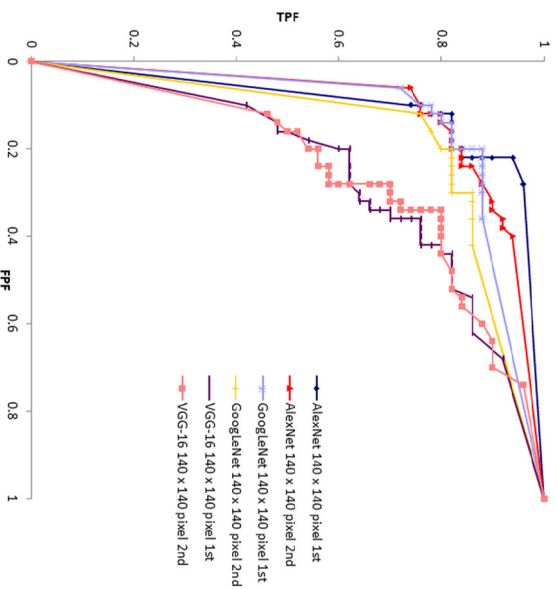 TPF
0
0.2
0.4
0.6
0.8
1
0
0.2
0.4
0.6
0.8
1
FPF
AlexNet 140 x 140 pixel 1st
AlexNet 140 x 140 pixel 2nd
GoogLeNet 140 x 140 pixel 1st
GoogLeNet 140 x 140 pixel 2nd
VGG-16 140 x 140 pixel 1st
VGG-16 140 x 140 pixel 2nd